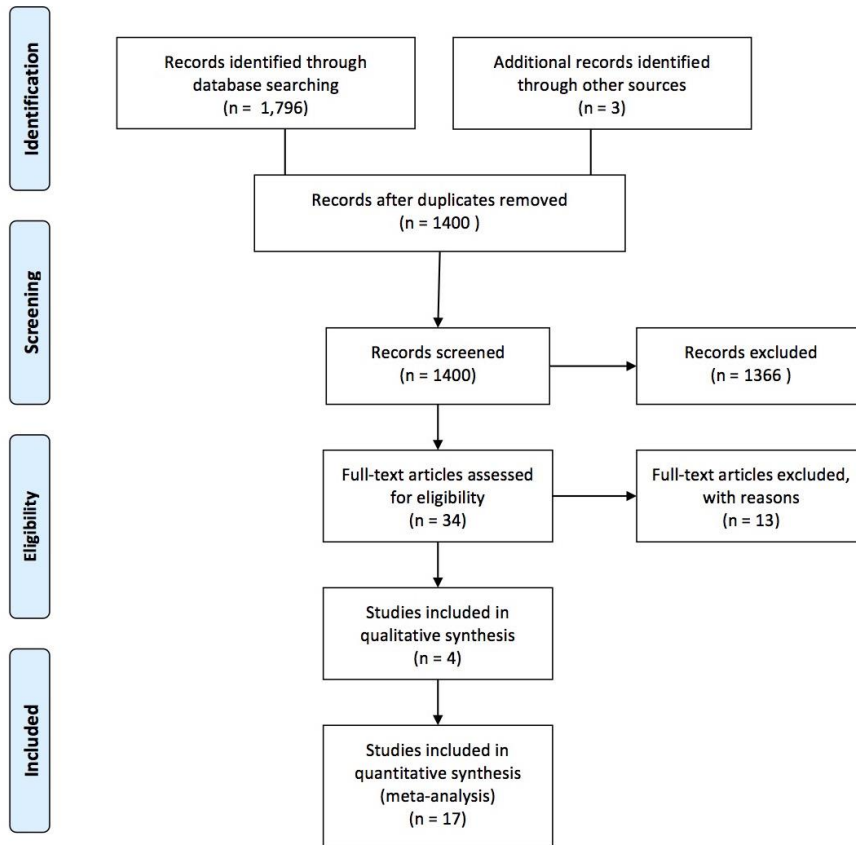 Identification
Records identified through
database searching
(n =  1,796)
Additional records identified
through other sources
(n = 3)
Records after duplicates removed
(n = 1400 )
Screening
Records screened
(n = 1400)
Records excluded
(n = 1366 )
Eligibility
Full-text articles assessed
for eligibility
(n = 34)
Full-text articles excluded,
with reasons
(n = 13)
Studies included in
qualitative synthesis
(n = 4)
Included
Studies included in
quantitative synthesis
(meta-analysis)
n = 17)